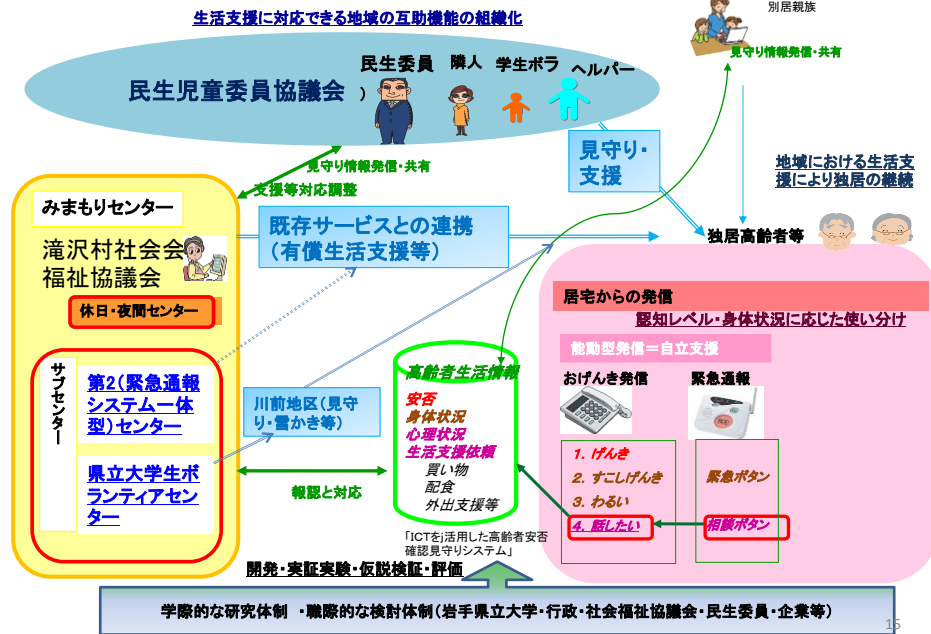 生活支援に対応できる地域の互助機能の組織化
別居親族
見守り情報発信・共有
民生児童委員協議会
)
民生委員
隣人
学生ボラ
ヘルパー
見守り・
支援
地域における生活支
援により独居の継続
見守り情報発信・共有
支援等対応調整
みまもりセンター
滝沢村社会会
福祉協議会
休日・夜間センター
既存サービスとの連携
(有償生活支援等)
独居高齢者等
居宅からの発信
認知レベル・身体状況に応じた使い分け
能動型発信=自立支援
おげんき発信
緊急通報
サブセンター
第2(緊急通報
システム一体
型)センター
県立大学生ボ
ランティアセン
ター
川前地区(見守
り・雪かき等)
高齢者生活情報
安否
身体状況
心理状況
生活支援依頼
買い物
配食
外出支援等
1. げんき
2. すこしげんき
3. わるい
4. 話したい
緊急ボタン
相談ボタン
報認と対応
「ICTをj活用した高齢者安否
確認見守りシステム」
開発・実証実験・仮説検証・評価
学際的な研究体制 ・職際的な検討体制(岩手県立大学・行政・社会福祉協議会・民生委員・企業等)
15